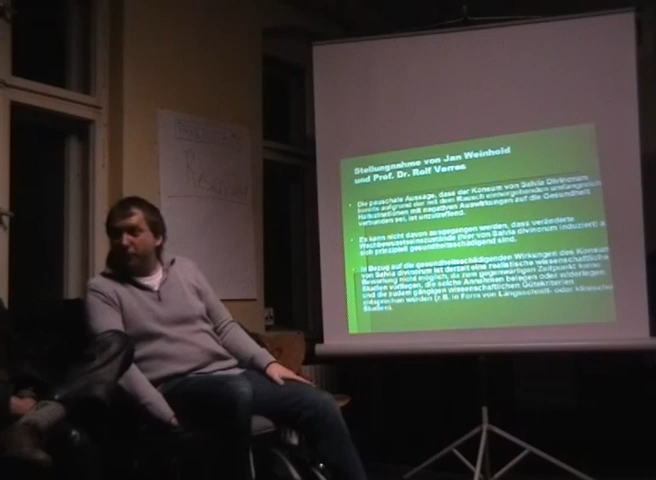 Stellungnahme von Jan Weinhold
und Prof. Dr. Rolf Verres
Die pauschale Aussage, dass der Konsum von Salvia Divinorum
bereits aufgrund der mit dem Rausch einhergehenden umfangreichen
Halluzinationen mit negativen Auswirkungen auf die Gesundheit
verbunden sei, ist unzutreffend.
Es kann nicht davon ausgegangen werden, dass veränderte
Wachbewusstseinszustände (hier von Salvia divinorum induziert)
sich prinzipiell gesundheitsschädigend sind.
In Bezug auf die gesundheitsschädigenden Wirkungen des Konsum
von Salvia divinorum ist derzeit eine realistische wissenschaftliche
Bewertung nicht möglich, da zum gegenwärtigen Zeitpunkt keine
Studien vorliegen, die solche Annahmen belegen oder widerlegen
und die zudem gängigen wissenschaftlichen Gütekriterien
entsprechen würden (z.B. in Form von Längsschnitt- oder klinischen
Studien).